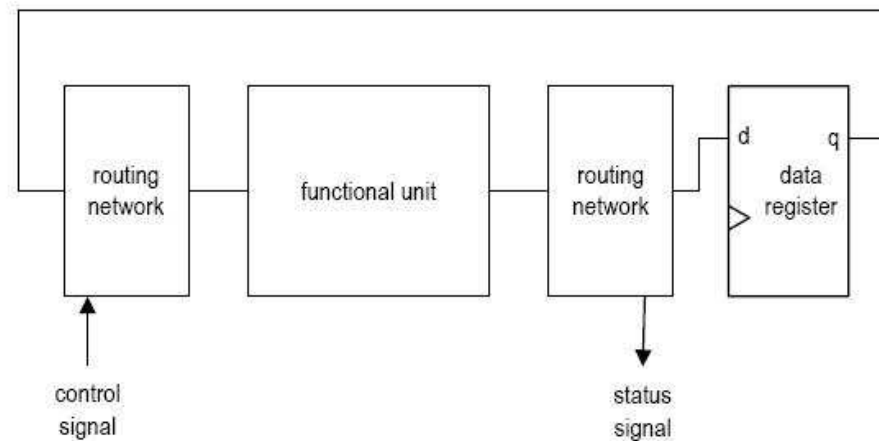 routing
network
functional unit
routing
network
d
q
data
register
control
signal
status
signal